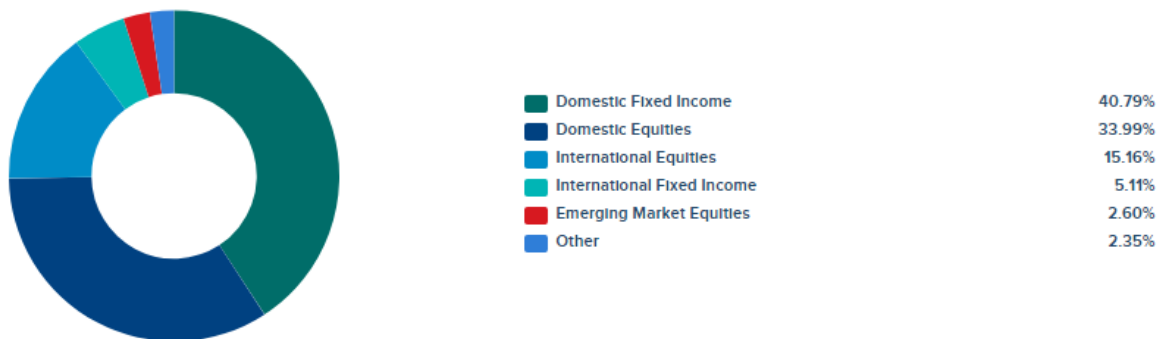 Domestic Fixed Income 40.79%
Domestic Equities 33.99%
International Equities 15.16%
International Fixed Income 5.11%
Emerging Market Equities 2.60%
Other 2.35%